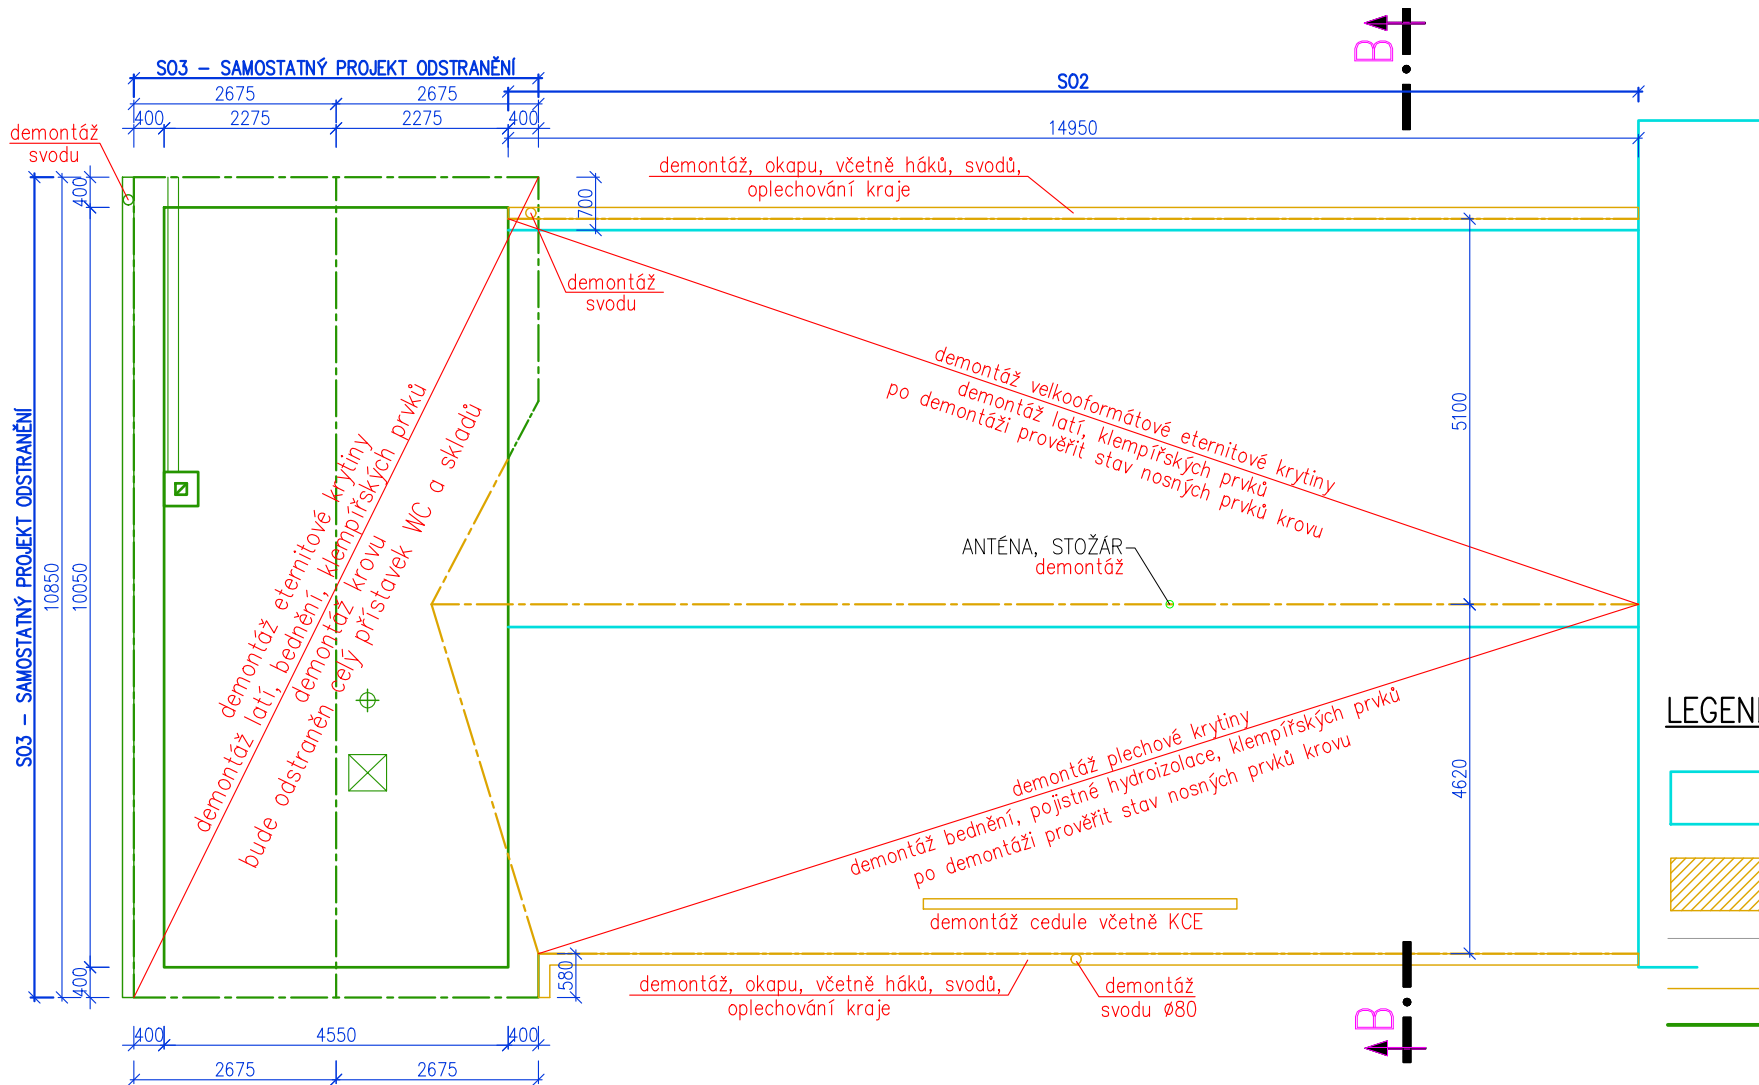 SO3 – SAMOSTATNÝ PROJEKT ODSTRANĚNÍ
2675
2675
400
2275
2275
400
SO2
14950
B
demontáž
svodu
demontáž, okapu, včetně háků, svodů,
oplechování kraje
400
700
demontáž
svodu
SO3 – SAMOSTATNÝ PROJEKT ODSTRANĚNÍ
10850
10050
400
demontáž eternitové krytiny
demontáž latí, bednění, klempířských prvků
demontáž krovu
bude odstraněn celý přístavek WC a skladů
demontáž velkooformátové eternitové krytiny
demontáž latí, klempířských prvků
po demontáži prověřit stav nosných prvků krovu
5100
ANTÉNA, STOŽÁR
demontáž
demontáž plechové krytiny
demontáž bednění, pojistné hydroizolace, klempířských prvků
po demontáži prověřit stav nosných prvků krovu
4620
LEGEN
demontáž cedule včetně KCE
580
demontáž, okapu, včetně háků, svodů,
oplechování kraje
demontáž
svodu Ø80
B
400
4550
400
2675
2675